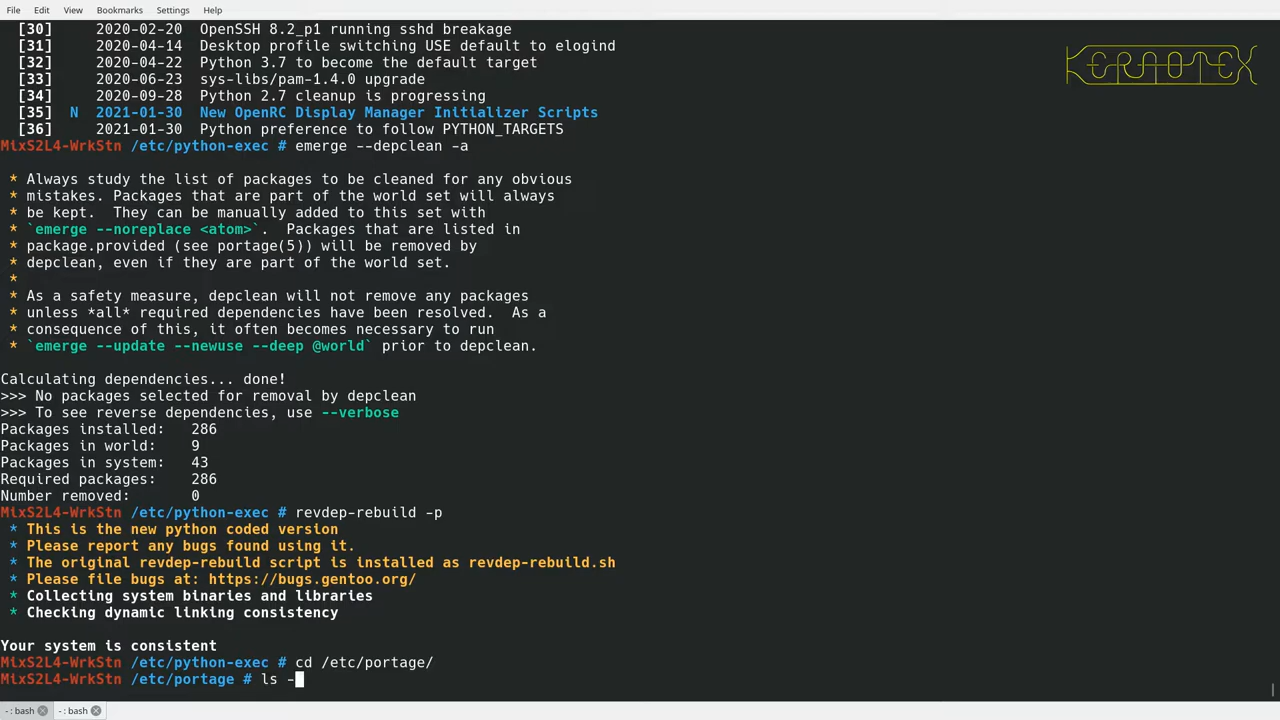 File Edit View Bookmarks Settings Help
[30] 2020-02-20 OpenSSH 8.2_p1 running sshd breakage
[31] 2020-04-14 Desktop profile switching USE default to elogind
[32] 2020-04-22 Python 3.7 to become the default target
[33] 2020-06-23 sys-libs/pam-1.4.0 upgrade
[34] 2020-09-28 Python 2.7 cleanup is progressing
[35] N 2021-01-30 New OpenRC Display Manager Initializer Scripts
[36] 2021-01-30 Python preference to follow PYTHON_TARGETS
KERAOTEX
MixS2L4-WrkStn /etc/python-exec # emerge --depclean -a
* Always study the list of packages to be cleaned for any obvious
* mistakes. Packages that are part of the world set will always
* be kept. They can be manually added to this set with
* `emerge --noreplace <atom>`. Packages that are listed in
* package.provided (see portage(5)) will be removed by
* depclean, even if they are part of the world set.
*
* As a safety measure, depclean will not remove any packages
* unless *all* required dependencies have been resolved. As a
* consequence of this, it often becomes necessary to run
* `emerge --update --newuse --deep @world` prior to depclean.
Calculating dependencies... done!
>>> No packages selected for removal by depclean
>>> To see reverse dependencies, use --verbose
Packages installed: 286
Packages in world: 9
Packages in system: 43
Required packages: 286
Number removed: 0
MixS2L4-WrkStn /etc/python-exec # revdep-rebuild -p
* This is the new python coded version
* Please report any bugs found using it.
* The original revdep-rebuild script is installed as revdep-rebuild.sh
* Please file bugs at: https://bugs.gentoo.org/
* Collecting system binaries and libraries
* Checking dynamic linking consistency
Your system is consistent
MixS2L4-WrkStn /etc/python-exec # cd /etc/portage/
MixS2L4-WrkStn /etc/portage # ls -
- : bash - : bash